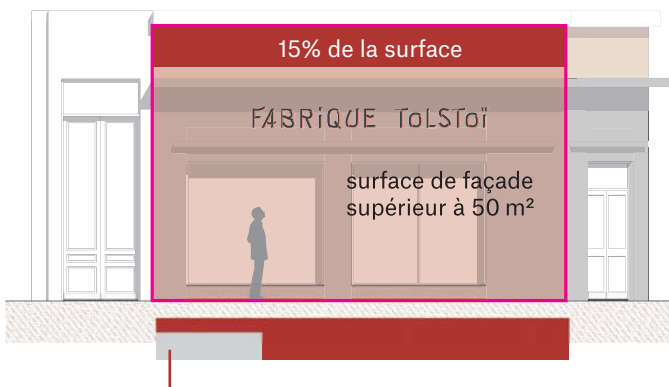 15% de la surface
FABRiQUE ToLSToï
surface de façade
supérieur à 50 m²